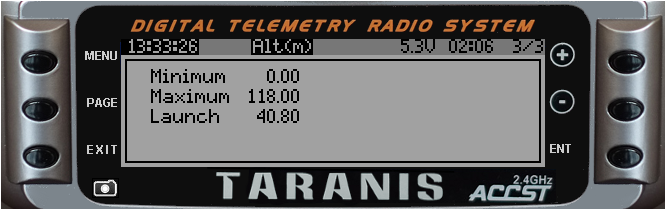 DIGITAL TELEMETRY RADIO SYSTEM
13:33:26 Alt(m) 5.3V 02:06 3/3
MENU
Minimum 0.00
Maximum 118.00
PAGE
Launch 40.80
EXIT
ENT
TARANIS
2.4GHz
ACCST